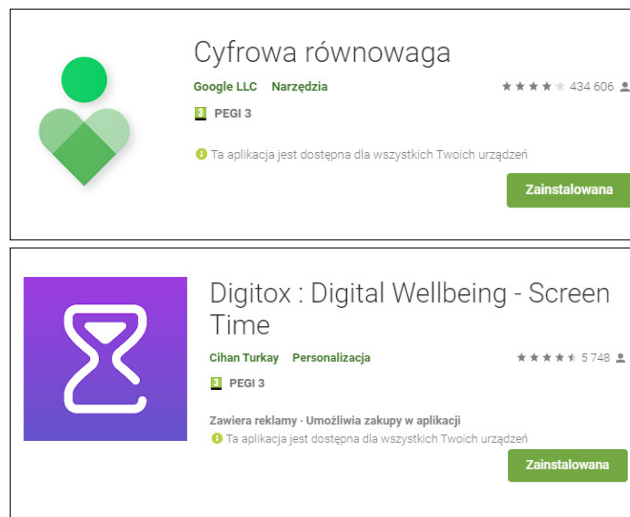 Cyfrowa równowaga
Google LLC Narzędzia 434 606
3 PEGI 3
Ta aplikacja jest dostępna dla wszystkich Twoich urządzeń
Zainstalowana
Digitox : Digital Wellbeing - Screen
Time
Cihan Turkay Personalizacja 5 748
3 PEGI 3
Zawiera reklamy · Umożliwia zakupy w aplikacji
Ta aplikacja jest dostępna dla wszystkich Twoich urządzeń
Zainstalowana